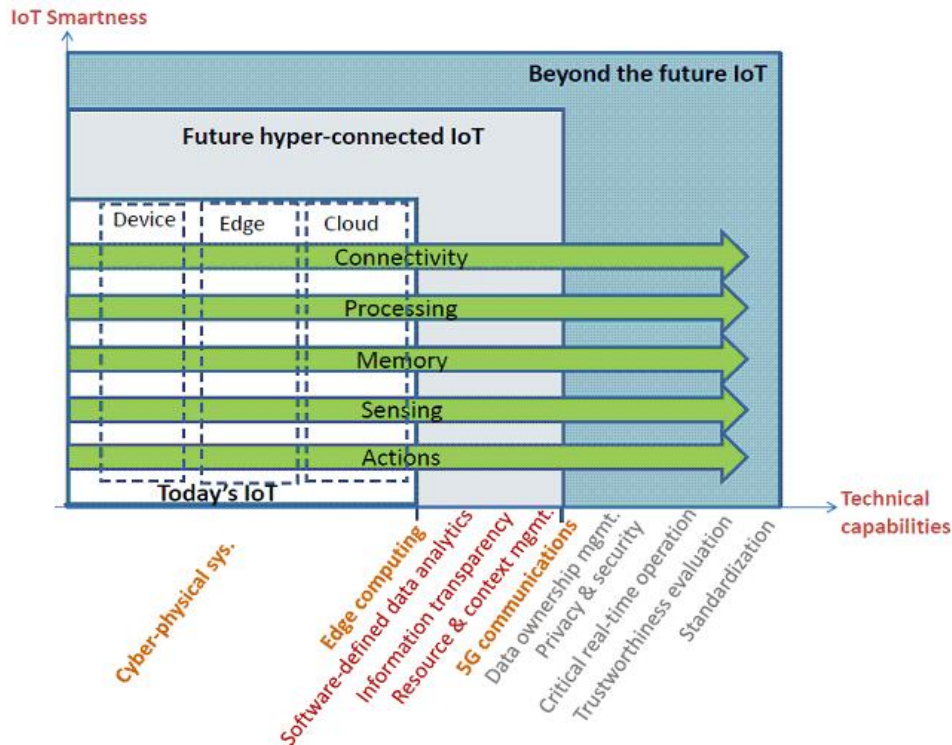 IoT Smartness
Beyond the future IoT
Future hyper-connected IoT
Device
Edge
Cloud
Connectivity
Processing
Memory
Sensing
Actions
Today's IoT
Technical
capabilities
Cyber-physical sys.
Edge computing
Software-defined data analytics
Information transparency
Resource & context mgmt.
5G communications
Data ownership mgmt.
Privacy & security
Critical real-time operation
Trustworthiness evaluation
Standardization